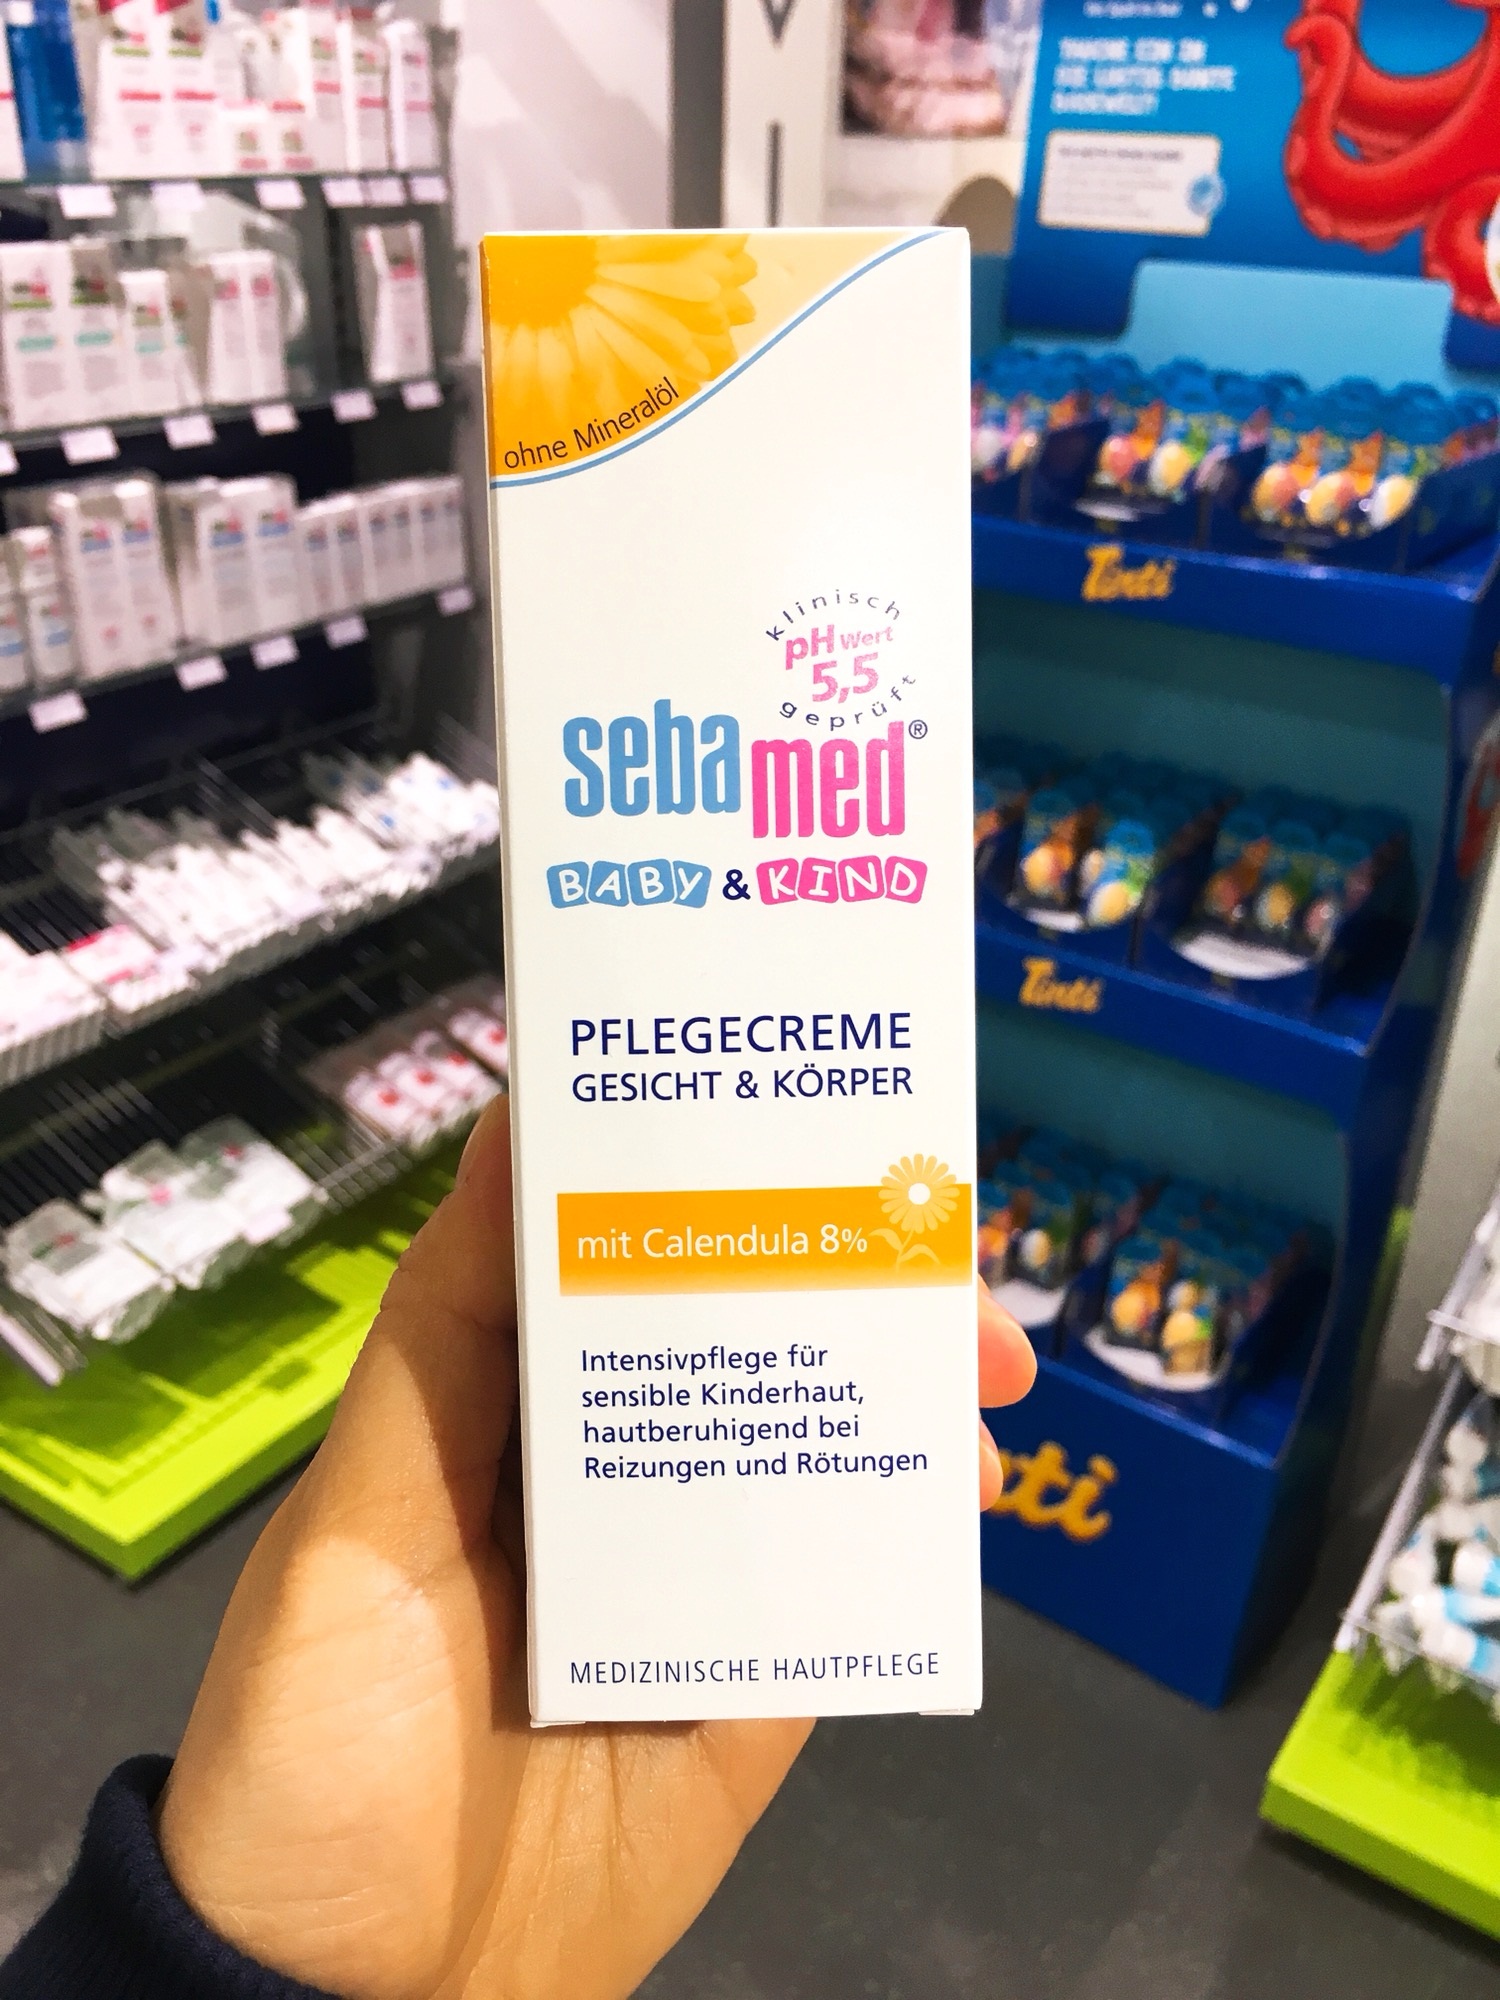 ohne Mineralöl
klinisch
pH Wert
5,5
geprüft
sebamed®
BABY & KIND
PFLEGECREME
GESICHT & KÖRPER
mit Calendula 8%
Intensivpflege für
sensible Kinderhaut,
hautberuhigend bei
Reizungen und Rötungen
MEDIZINISCHE HAUTPFLEGE
Tinti
Tinti